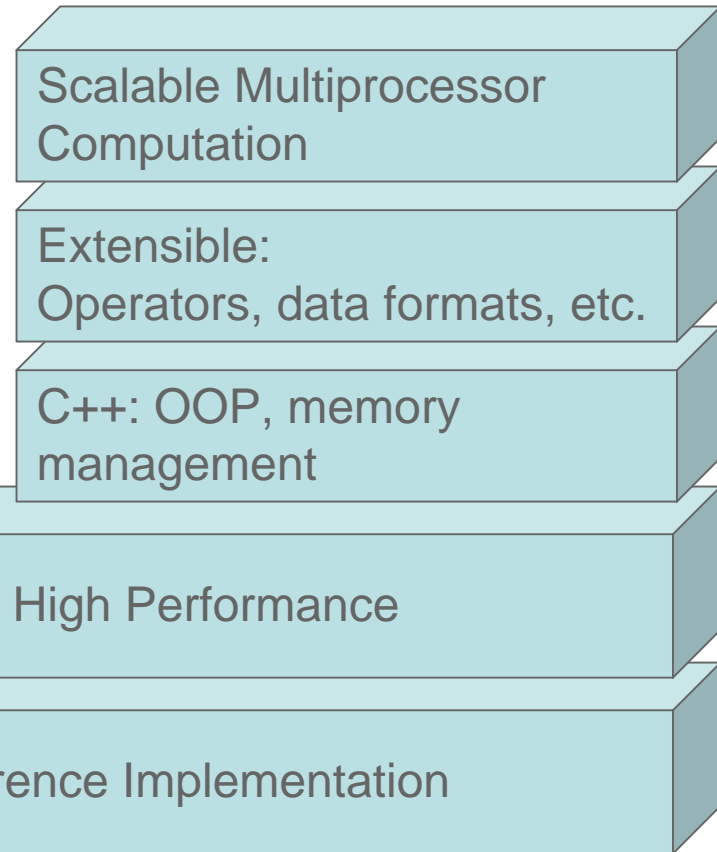 Scalable Multiprocessor
Computation
Extensible:
Operators, data formats, etc.
C++: OOP, memory
management
High Performance
rence Implementation